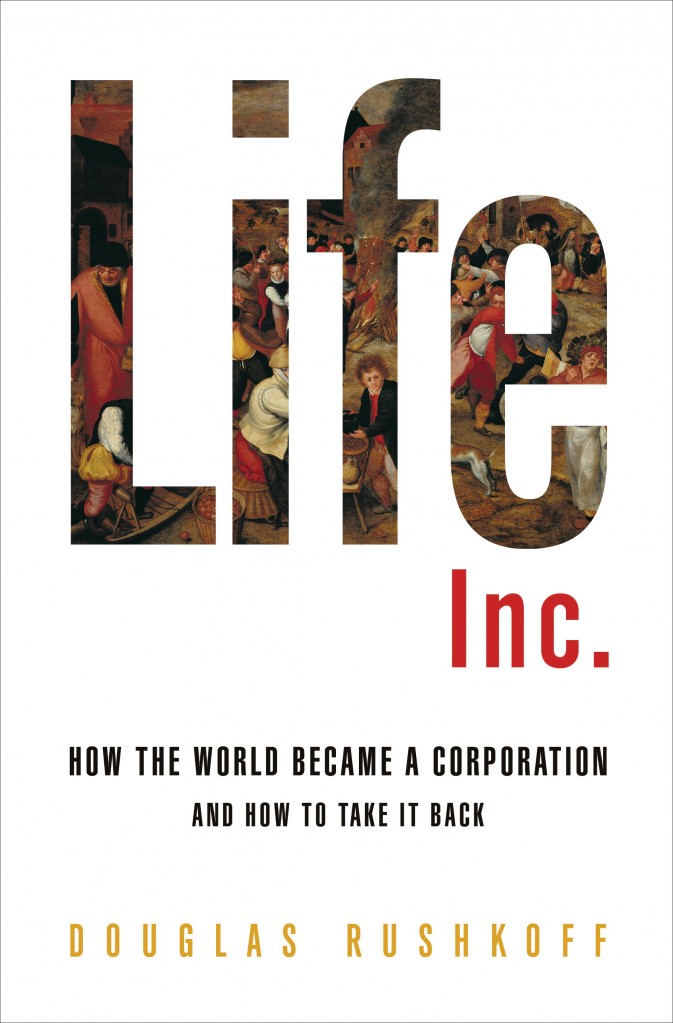 Life
Inc.
HOW THE WORLD BECAME A CORPORATION
AND HOW TO TAKE IT BACK
DOUGLAS RUSHKOFF